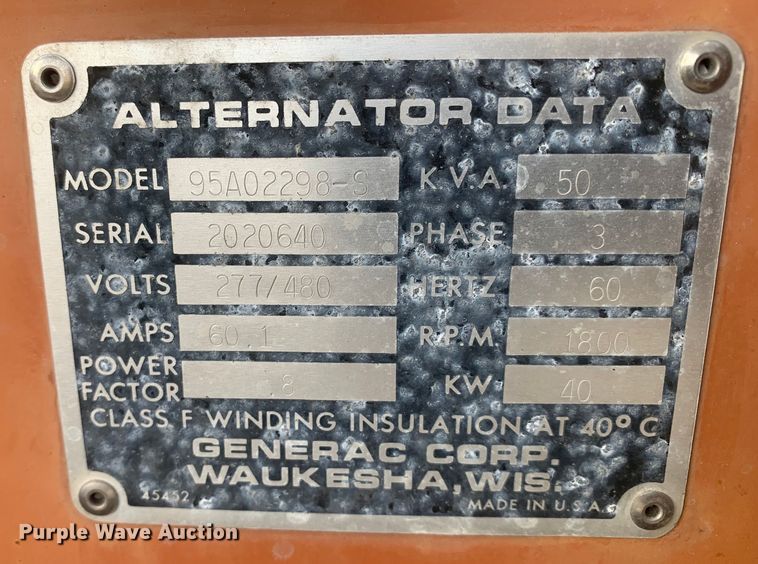 ALTERNATOR DATA
MODEL 95A02298-S K.V.A. 50
SERIAL 2020640 PHASE 3
VOLTS 277/480 HERTZ 60
AMPS 60.1 R.P.M. 1800
POWER
FACTOR 8 KW 40
CLASS F WINDING INSULATION AT 40° C
GENERAC CORP.
WAUKESHA, WIS.
45452 MADE IN U.S.A.
Purple Wave Auction